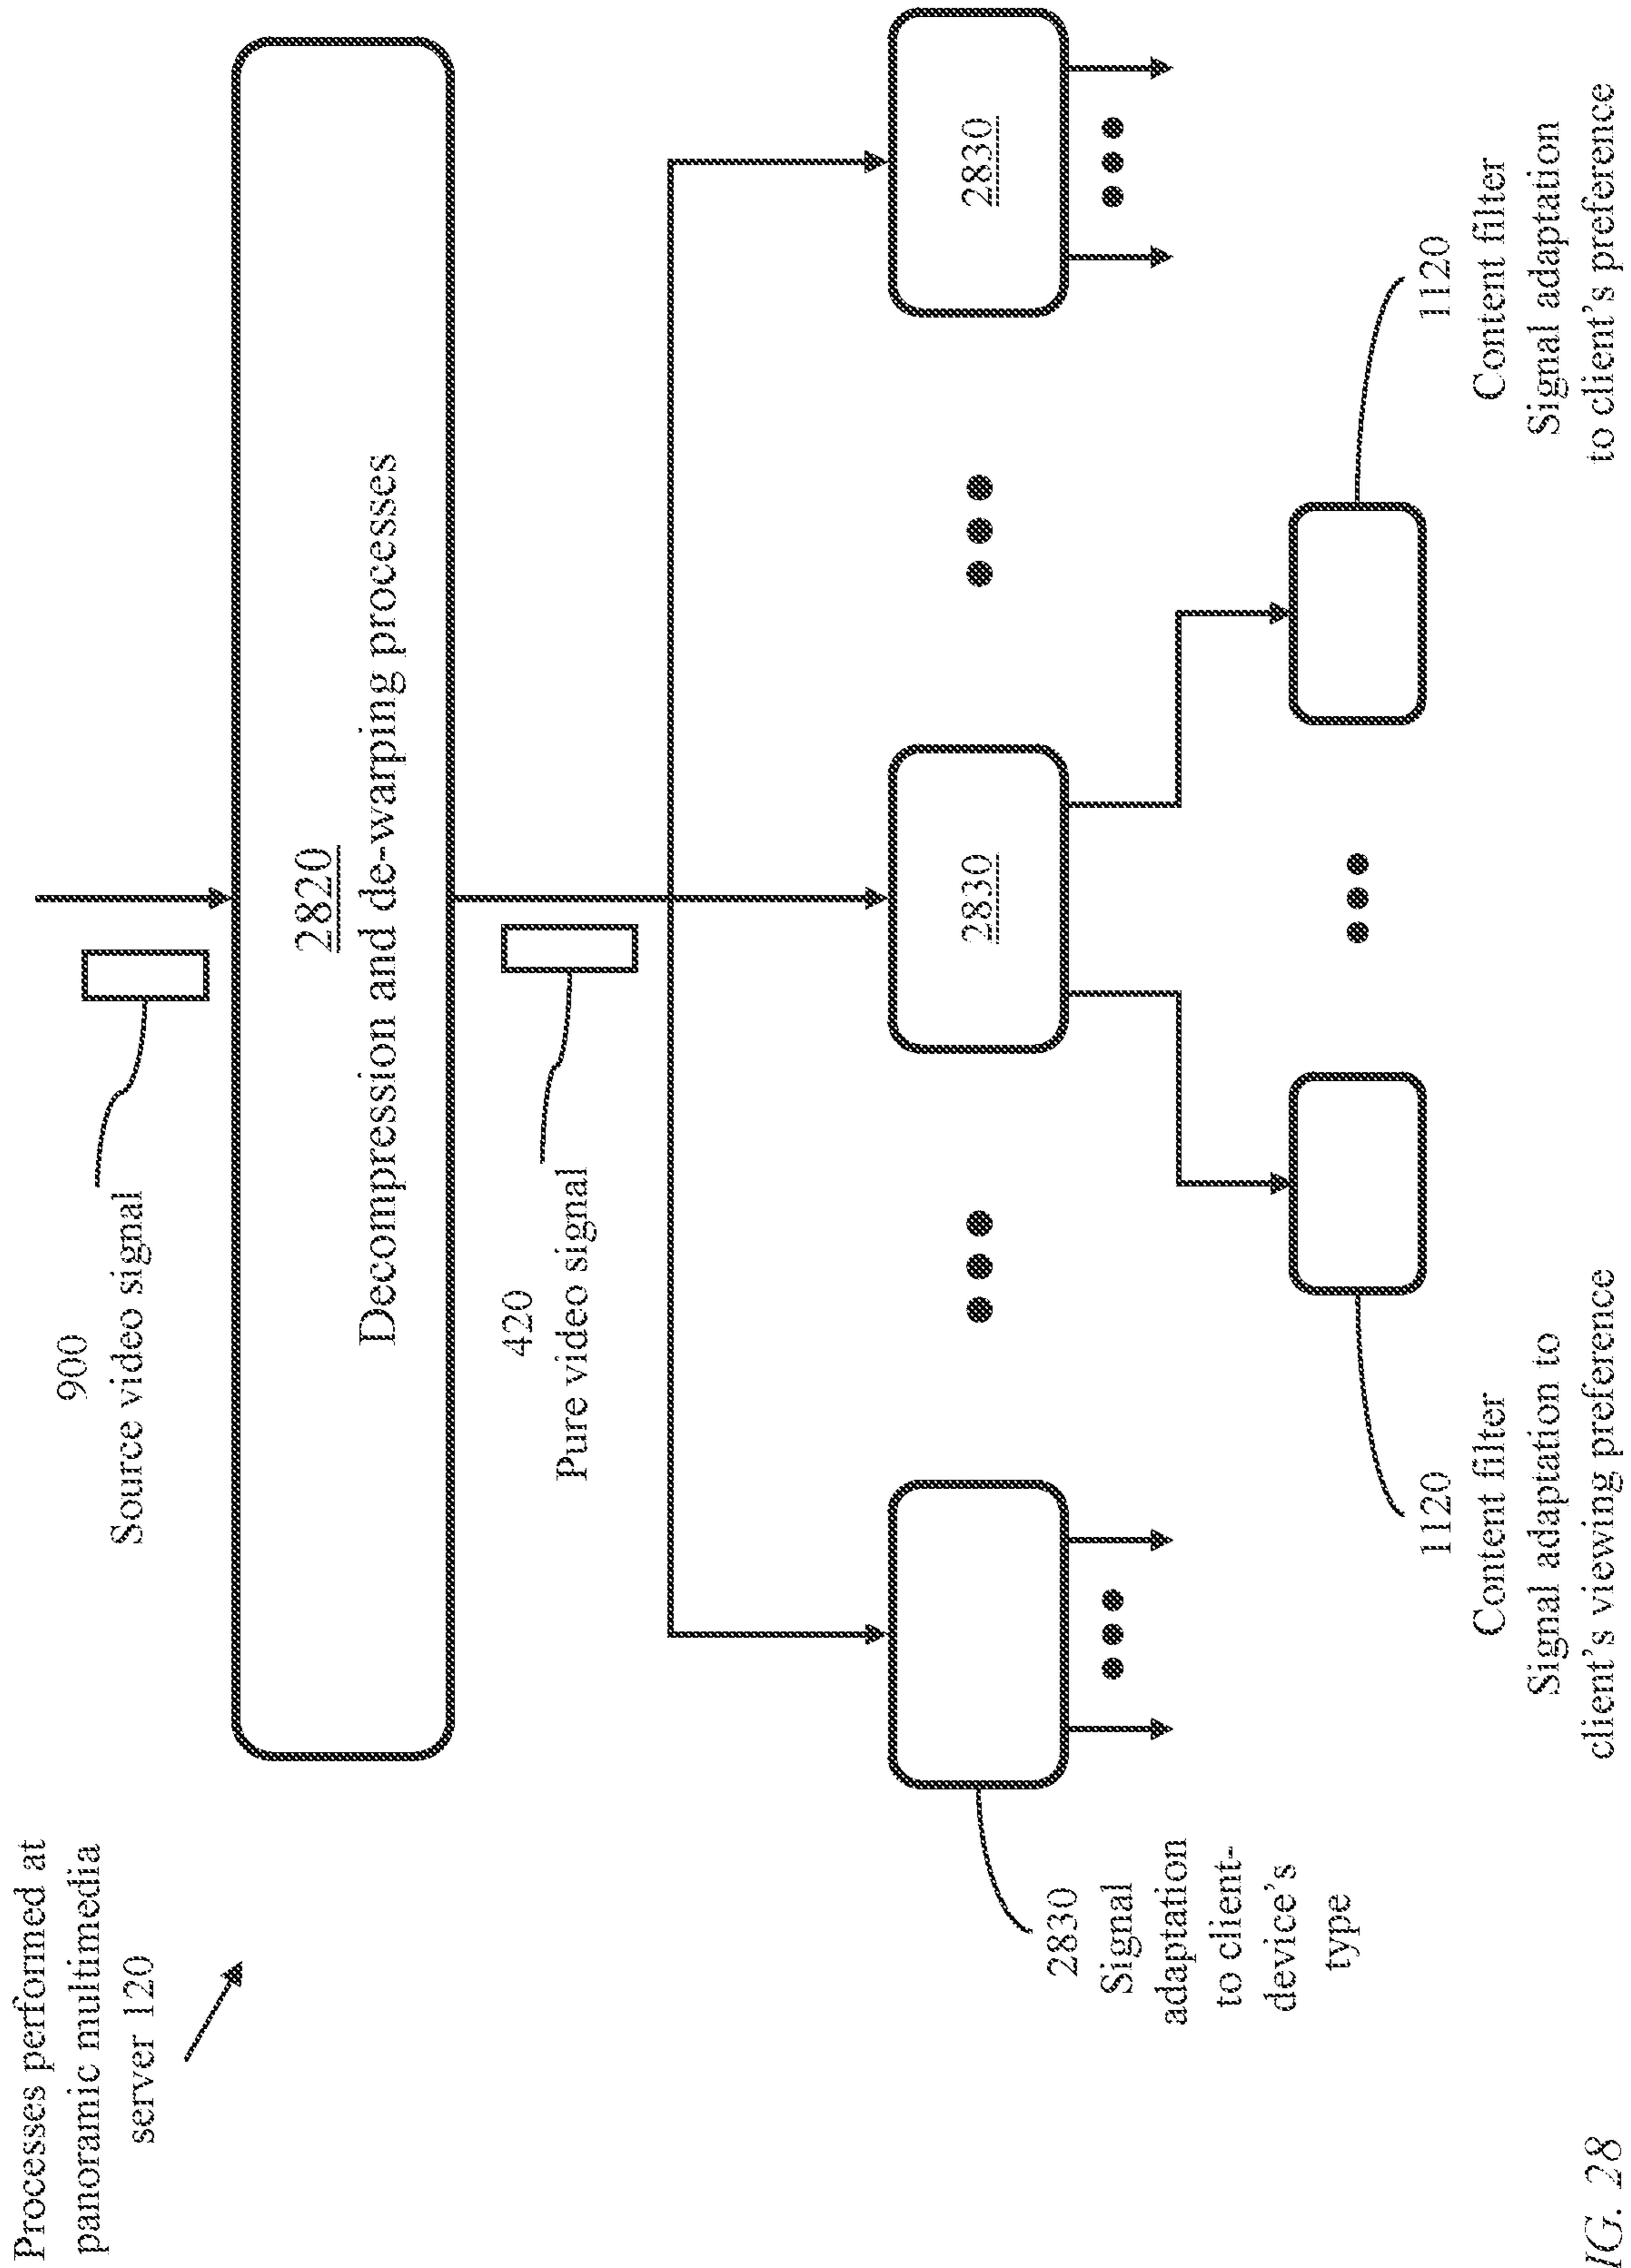 Processes performed at
panoramic multimedia
server 120
900
Source video signal
2820
Decompression and de-warping processes
420
Pure video signal
2830
Signal
adaptation
to client-
device's
type
2830
2830
1120
Content filter
Signal adaptation to
client's viewing preference
1120
Content filter
Signal adaptation
to client's preference
IG. 28